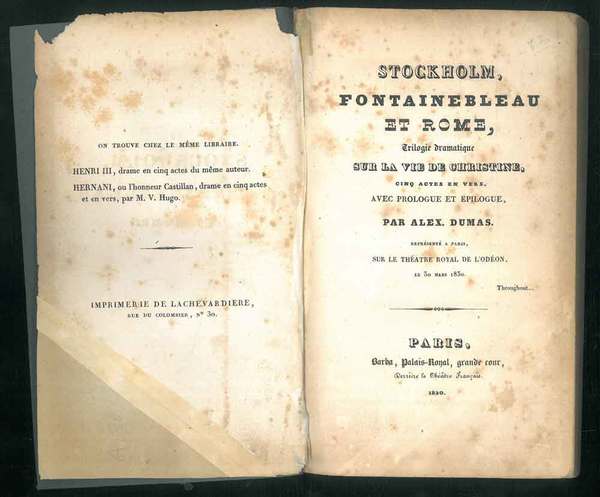 ON TROUVE CHEZ LE MÊME LIBRAIRE.
HENRI III, drame en cinq actes du même auteur.
HERNANI, ou l'honneur Castillan, drame en cinq actes
et en vers, par M. V. Hugo.
IMPRIMERIE DE LACHEVARDIERE,
RUE DU COLOMBIER, Nº 30.
STOCKHOLM,
FONTAINEBLEAU
ET ROME,
Trilogie dramatique
SUR LA VIE DE CHRISTINE,
CINQ ACTES EN VERS,
AVEC PROLOGUE ET ÉPILOGUE,
PAR ALEX. DUMAS.
REPRÉSENTÉ A PARIS,
SUR LE THÉATRE ROYAL DE L'ODÉON,
LE 30 MARS 1830.
Throughout...
PARIS,
Barba, Palais-Royal, grande cour,
Derrière le Théâtre Français.
1830.